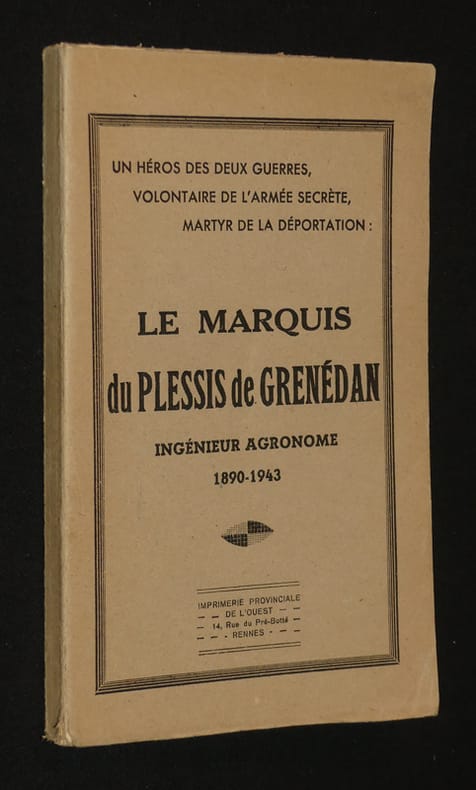 UN HÉROS DES DEUX GUERRES,
VOLONTAIRE DE L'ARMÉE SECRÈTE,
MARTYR DE LA DÉPORTATION :
LE MARQUIS
du PLESSIS de GRENÉDAN
INGÉNIEUR AGRONOME
1890-1943
IMPRIMERIE PROVINCIALE
— — DE L'OUEST — —
— 14, Rue du Pré-Botté —
— — - RENNES - — —